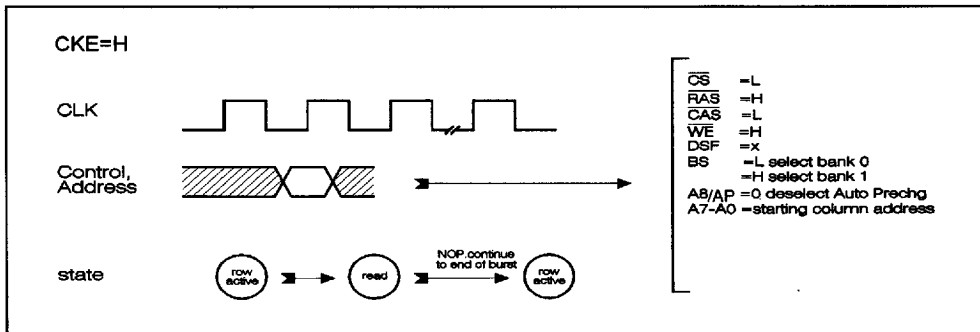 CKE=H
CLK
Control,
Address
CS =L
RAS =H
CAS =L
WE =H
DSF =x
BS =L select bank 0
=H select bank 1
A8/AP =0 deselect Auto Prechg
A7-A0 =starting column address
state
row
active
read
NOP.continue
to end of burst
row
active